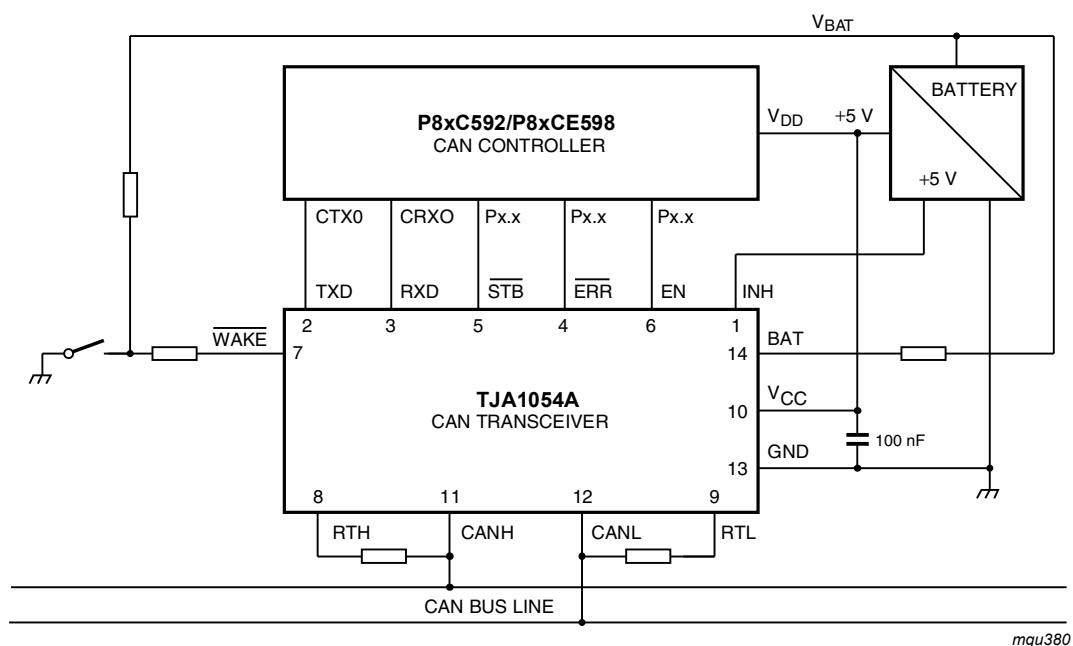 VBAT
BATTERY
P8xC592/P8xCE598
CAN CONTROLLER
VDD
+5 V
+5 V
CTX0
CRXO
Px.x
Px.x
Px.x
TXD
RXD
STB
ERR
EN
INH
2
3
5
4
6
1
WAKE
7
14
BAT
TJA1054A
CAN TRANSCEIVER
10
VCC
100 nF
13
GND
8
11
12
9
RTH
CANH
CANL
RTL
CAN BUS LINE
mgu380